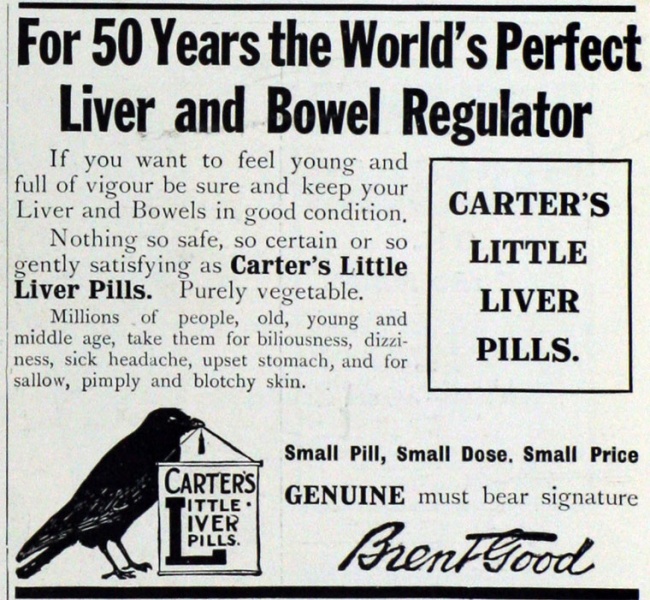 For 50 Years the World's Perfect
Liver and Bowel Regulator
If you want to feel young and
full of vigour be sure and keep your
Liver and Bowels in good condition.
Nothing so safe, so certain or so
gently satisfying as Carter's Little
Liver Pills. Purely vegetable.
Millions of people, old, young and
middle age, take them for biliousness, dizzi-
ness, sick headache, upset stomach, and for
sallow, pimply and blotchy skin.
CARTER'S
LITTLE
LIVER
PILLS.
CARTER'S
LITTLE
LIVER
PILLS.
Small Pill, Small Dose, Small Price
GENUINE must bear signature
Brent Good